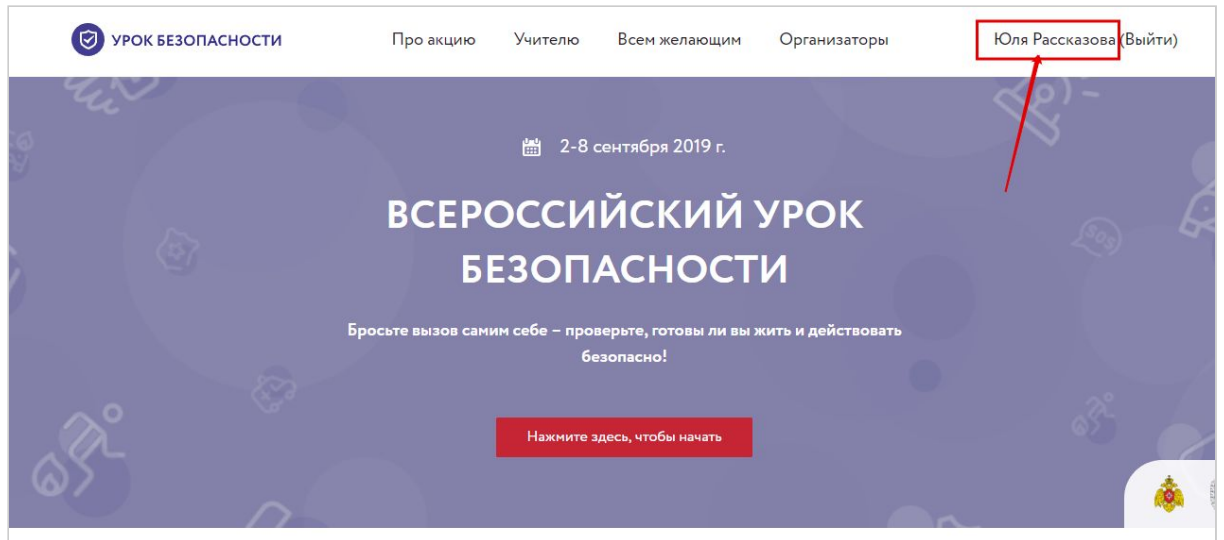 УРОК БЕЗОПАСНОСТИ Про акцию Учителю Всем желающим Организаторы Юля Рассказова (Выйти)
2-8 сентября 2019 г.
ВСЕРОССИЙСКИЙ УРОК
БЕЗОПАСНОСТИ
Бросьте вызов самим себе – проверьте, готовы ли вы жить и действовать
безопасно!
SOS
Нажмите здесь, чтобы начать